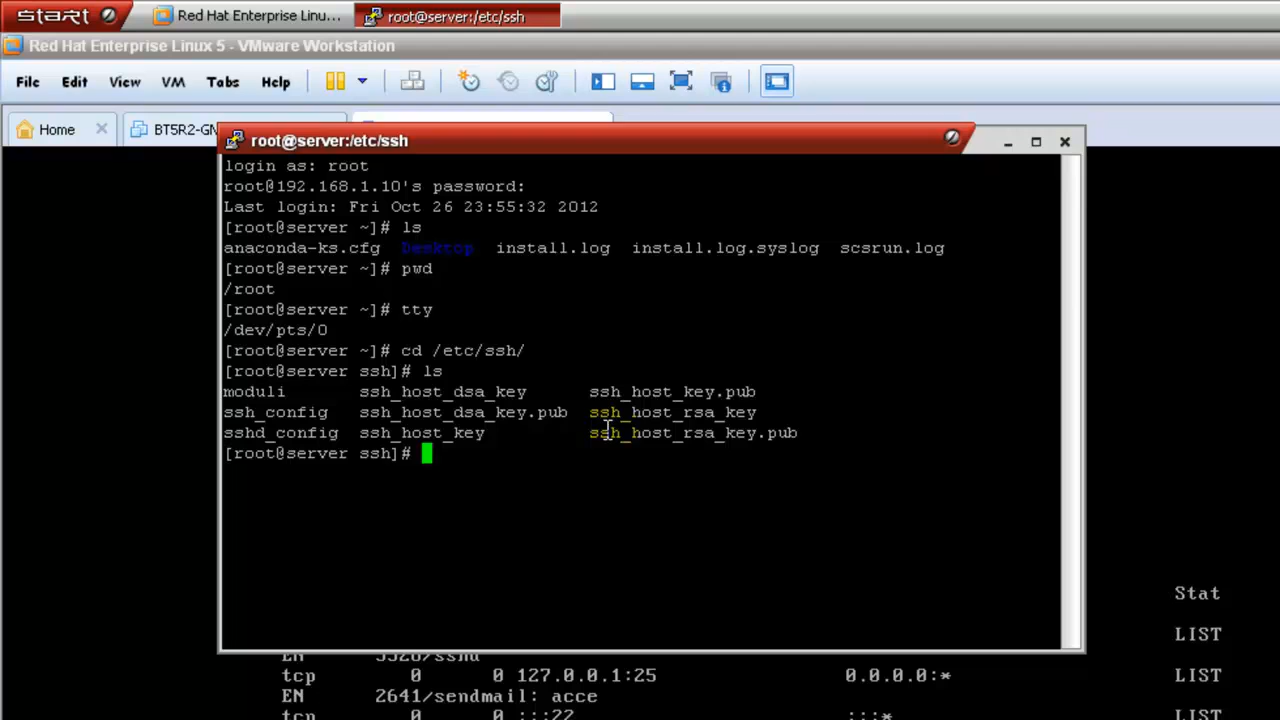 start
Red Hat Enterprise Linu...
root@server:/etc/ssh
Red Hat Enterprise Linux 5 - VMware Workstation
File Edit View VM Tabs Help
Home
BT5R2-GN
root@server:/etc/ssh
login as: root
root@192.168.1.10's password:
Last login: Fri Oct 26 23:55:32 2012
[root@server ~]# ls
anaconda-ks.cfg Desktop install.log install.log.syslog scsrun.log
[root@server ~]# pwd
/root
[root@server ~]# tty
/dev/pts/0
[root@server ~]# cd /etc/ssh/
[root@server ssh]# ls
moduli ssh_host_dsa_key ssh_host_key.pub
ssh_config ssh_host_dsa_key.pub ssh_host_rsa_key
sshd_config ssh_host_key ssh_host_rsa_key.pub
[root@server ssh]#
Stat
LIST
EN
tcp 0 0 127.0.0.1:25 0.0.0.0:* LIST
EN 2641/sendmail: acce
tcp 0 0 :::22 :::* LIST